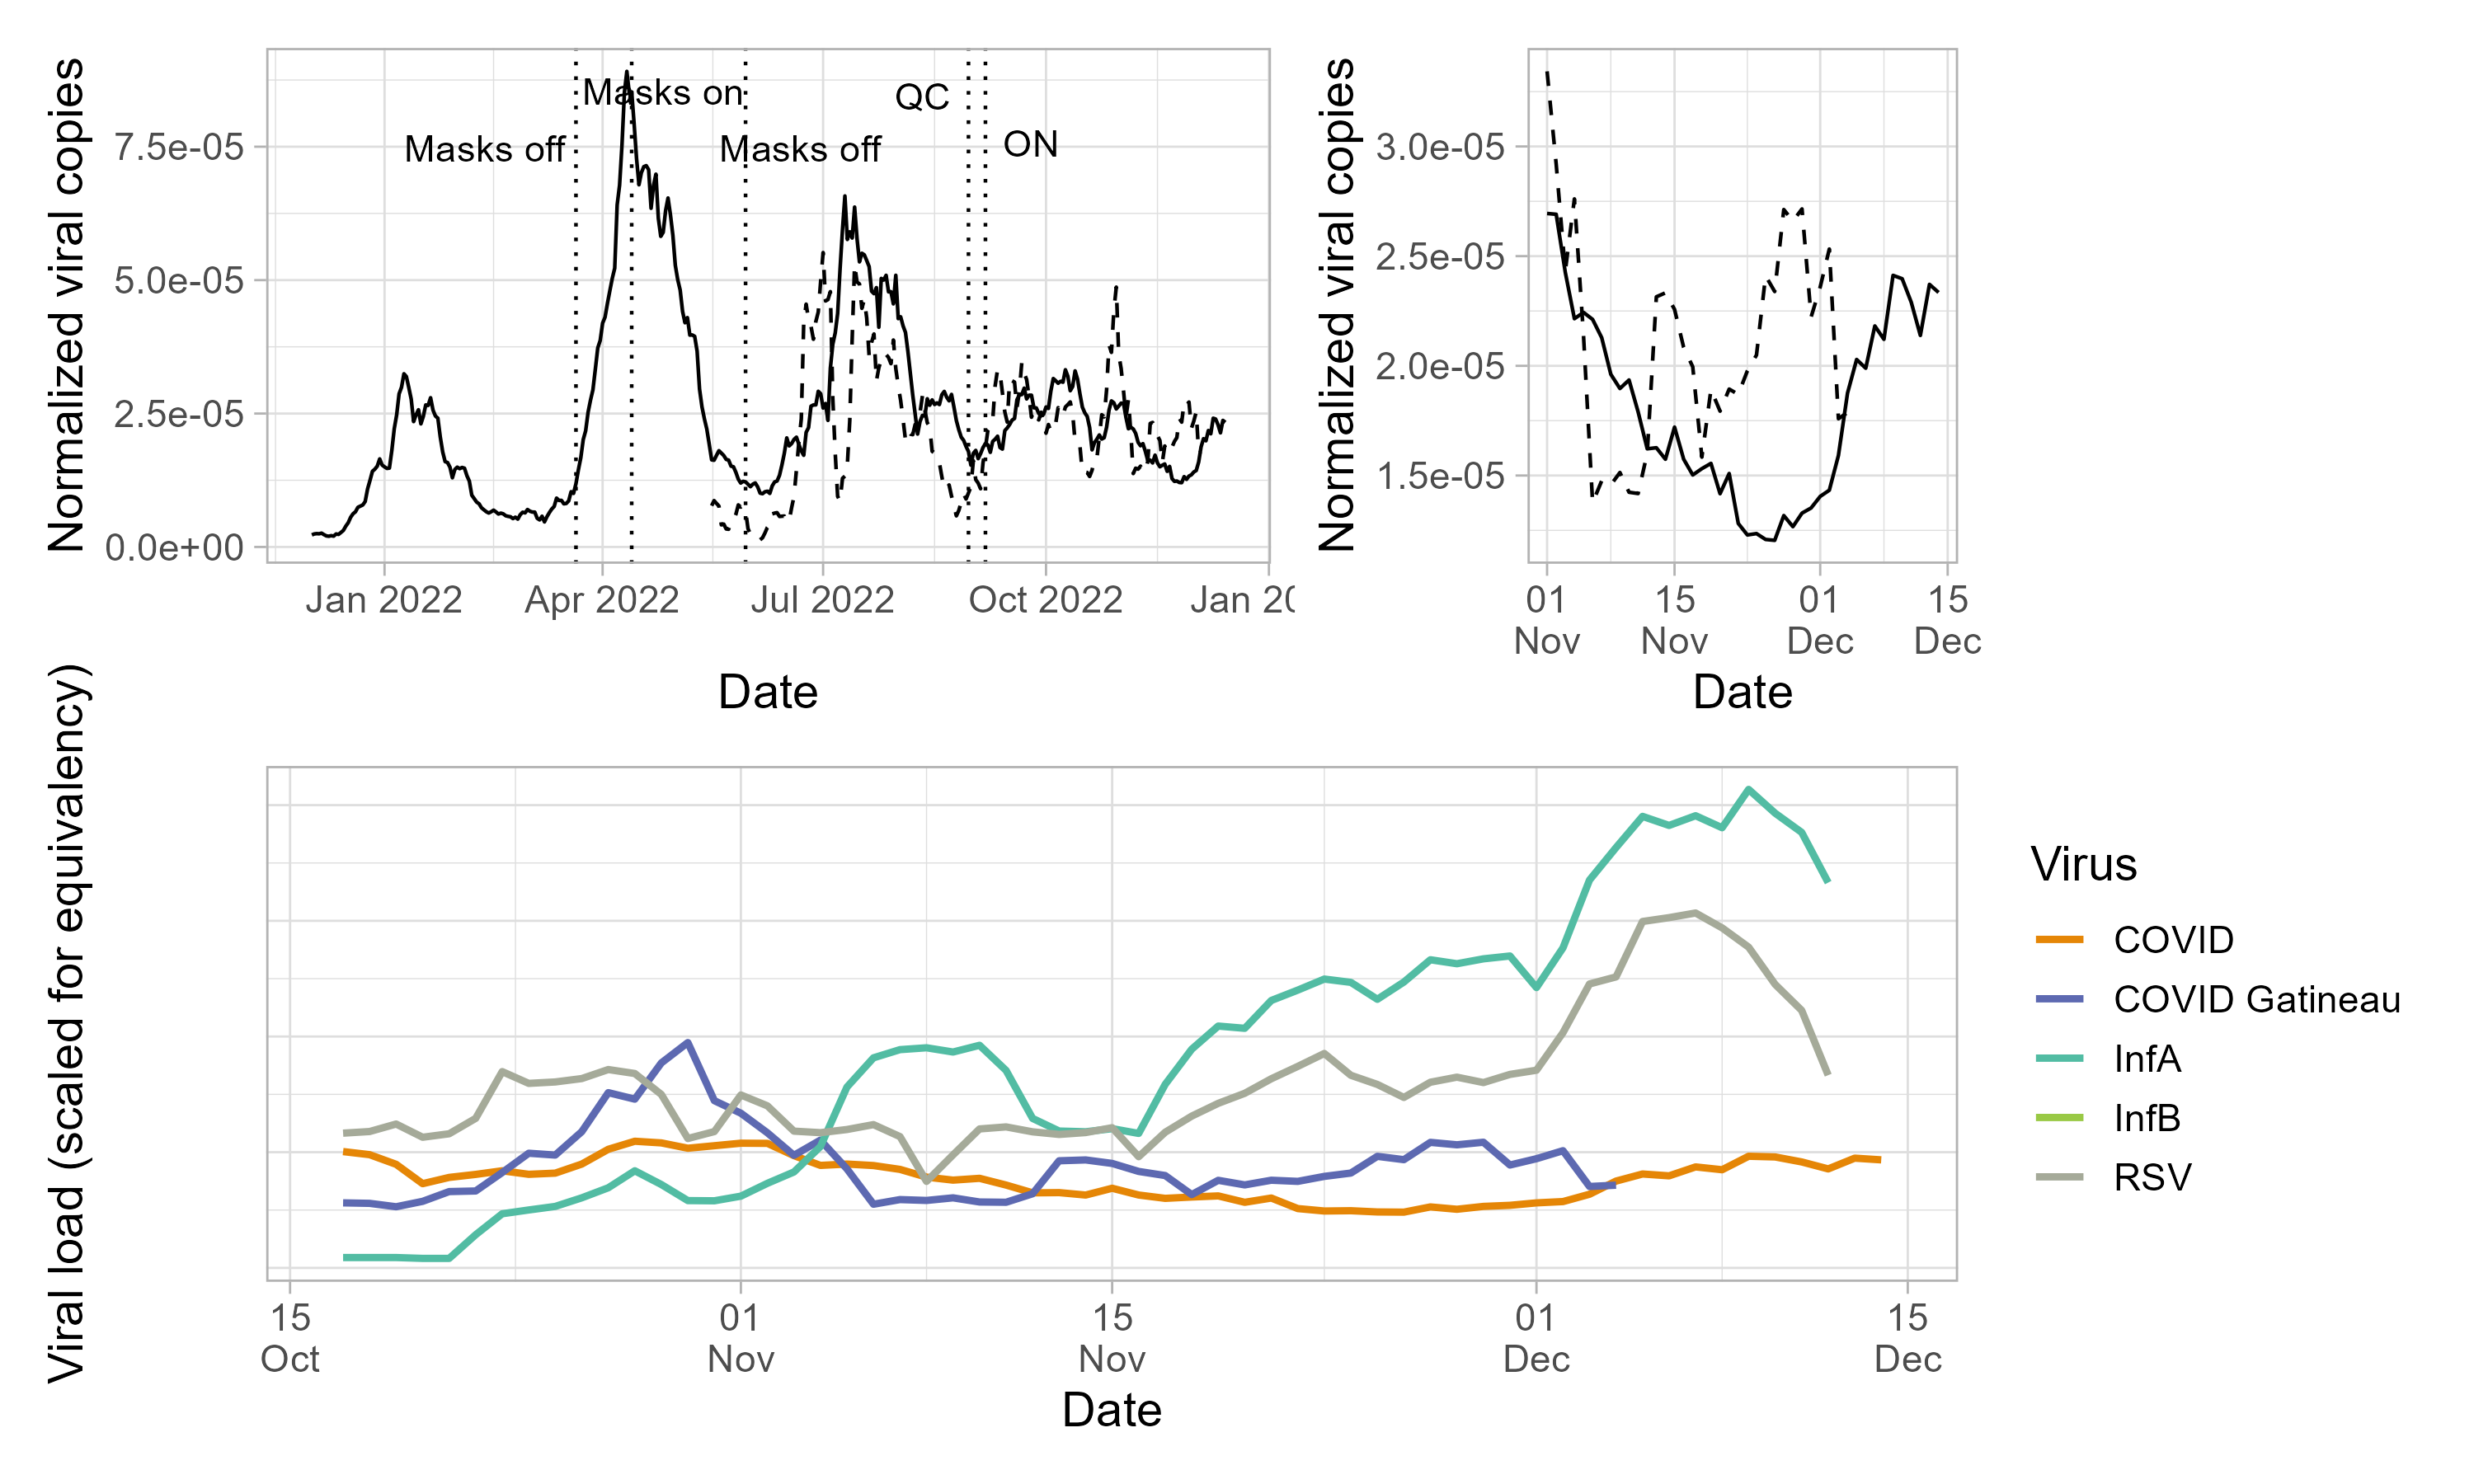 Normalized viral copies
7.5e-05
5.0e-05
2.5e-05
0.0e+00
Masks off
Masks on
Masks off
QC
ON
Jan 2022
Apr 2022
Jul 2022
Oct 2022
Jan 20
Date
Normalized viral copies
3.0e-05
2.5e-05
2.0e-05
1.5e-05
01
Nov
15
Nov
01
Dec
15
Dec
Date
Viral load (scaled for equivalency)
15
Oct
01
Nov
15
Nov
01
Dec
15
Dec
Date
Virus
COVID
COVID Gatineau
InfA
InfB
RSV